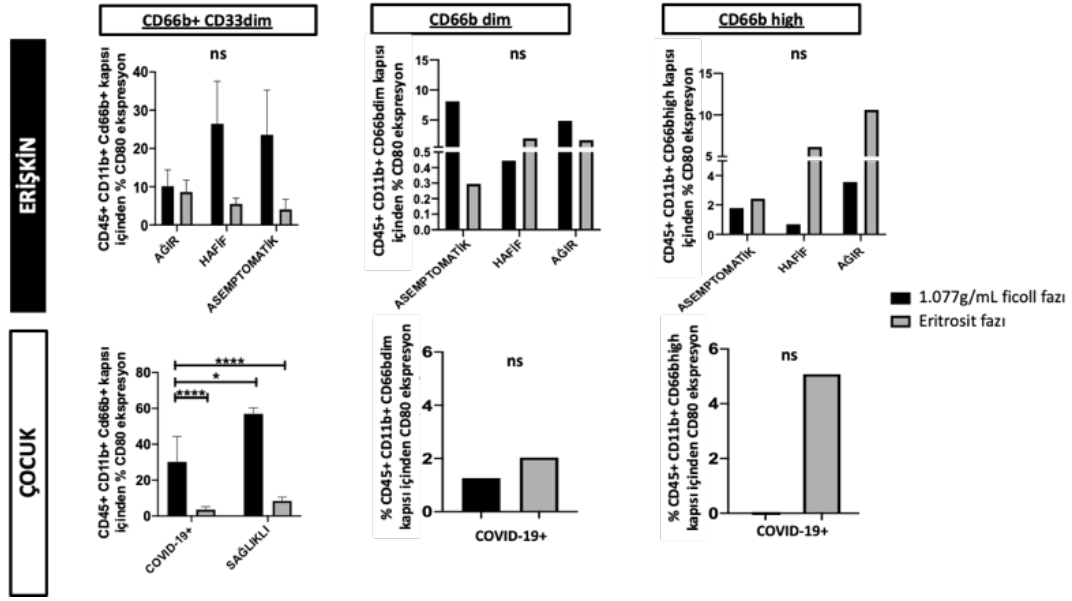 CD66b+ CD33dim
CD66b dim
CD66b high
ERİŞKİN
CD45+ CD11b+ Cd66b+ kapısı
içinden % CD80 ekspresyon
ns
40
30
20
10
0
AĞIR
HAFİF
ASEMPTOMATİK
CD45+ CD11b+ CD66bdim kapısı
içinden % CD80 ekspresyon
ns
15
10
5
0.5
0.4
0.3
0.2
0.1
0.0
ASEMPTOMATİK
HAFİF
AĞIR
CD45+ CD11b+ CD66bhigh kapısı
içinden % CD80 ekspresyon
ns
15
10
5
4
2
0
ASEMPTOMATİK
HAFİF
AĞIR
1.077g/mL ficoll fazı
Eritrosit fazı
ÇOCUK
CD45+ CD11b+ Cd66b+ kapısı
içinden % CD80 ekspresyon
****
*
****
80
60
40
20
0
COVID-19+
SAĞLIKLI
% CD45+ CD11b+ CD66bdim
kapısı içinden CD80 ekspresyon
ns
6
4
2
0
COVID-19+
% CD45+ CD11b+ CD66bhigh
kapısı içinden CD80 ekspresyon
ns
6
4
2
0
COVID-19+